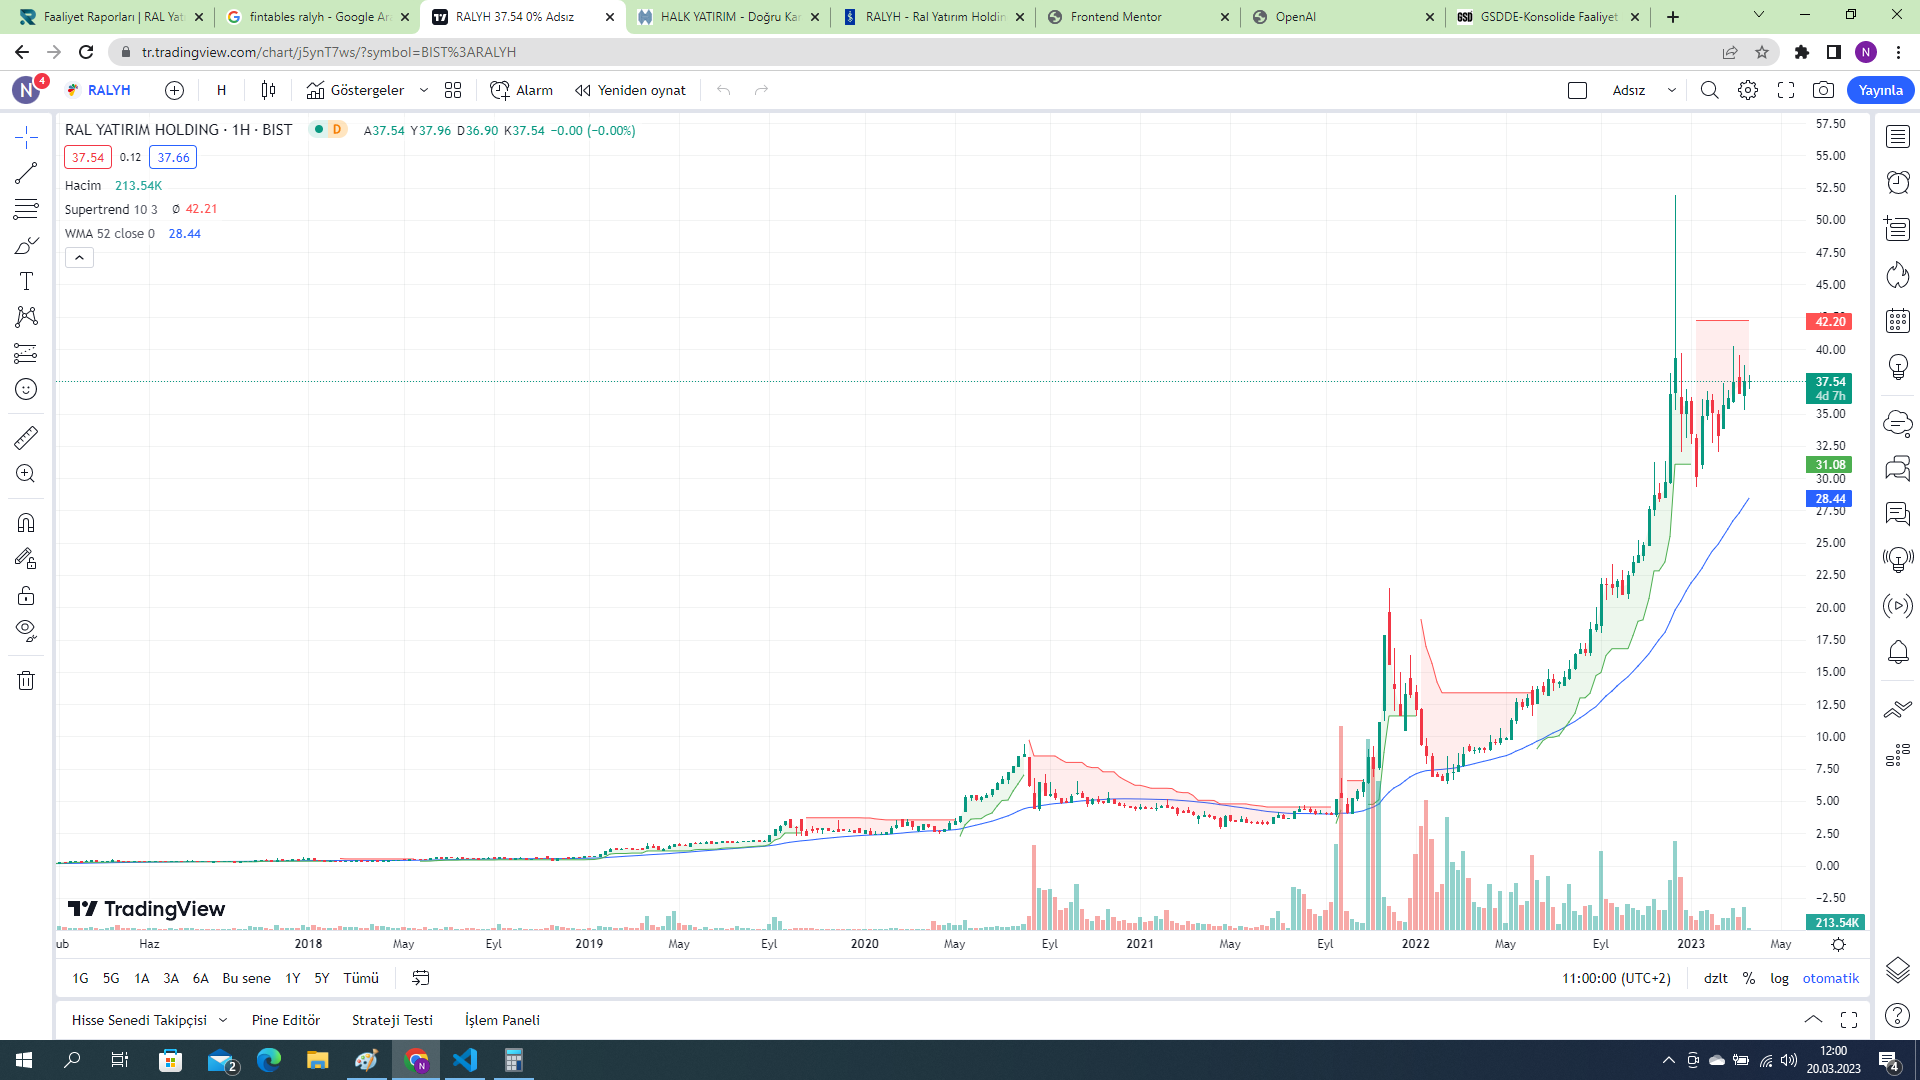 Faaliyet Raporları | RAL Yatı
fintables ralyh - Google Ara
RALYH 37.54 0% Adsız
HALK YATIRIM - Doğru Kar
RALYH - Ral Yatırım Holdin
Frontend Mentor
OpenAI
GSDDE-Konsolide Faaliyet
tr.tradingview.com/chart/j5ynT7ws/?symbol=BIST%3ARALYH
N
N 4 RALYH H Göstergeler Alarm Yeniden oynat Adsız Yayınla
RAL YATIRIM HOLDING · 1H · BIST D A37.54 Y37.96 D36.90 K37.54 −0.00 (−0.00%)
37.54 0.12 37.66
Hacim 213.54K
Supertrend 10 3 Ø 42.21
WMA 52 close 0 28.44
57.50
55.00
52.50
50.00
47.50
45.00
42.20
40.00
37.54
4d 7h
35.00
32.50
31.08
30.00
28.44
27.50
25.00
22.50
20.00
17.50
15.00
12.50
10.00
7.50
5.00
2.50
0.00
−2.50
213.54K
TradingView
ub Haz 2018 May Eyl 2019 May Eyl 2020 May Eyl 2021 May Eyl 2022 May Eyl 2023 May
1G 5G 1A 3A 6A Bu sene 1Y 5Y Tümü 11:00:00 (UTC+2) dzlt % log otomatik
Hisse Senedi Takipçisi Pine Editör Strateji Testi İşlem Paneli
2
N
12:00
20.03.2023
4